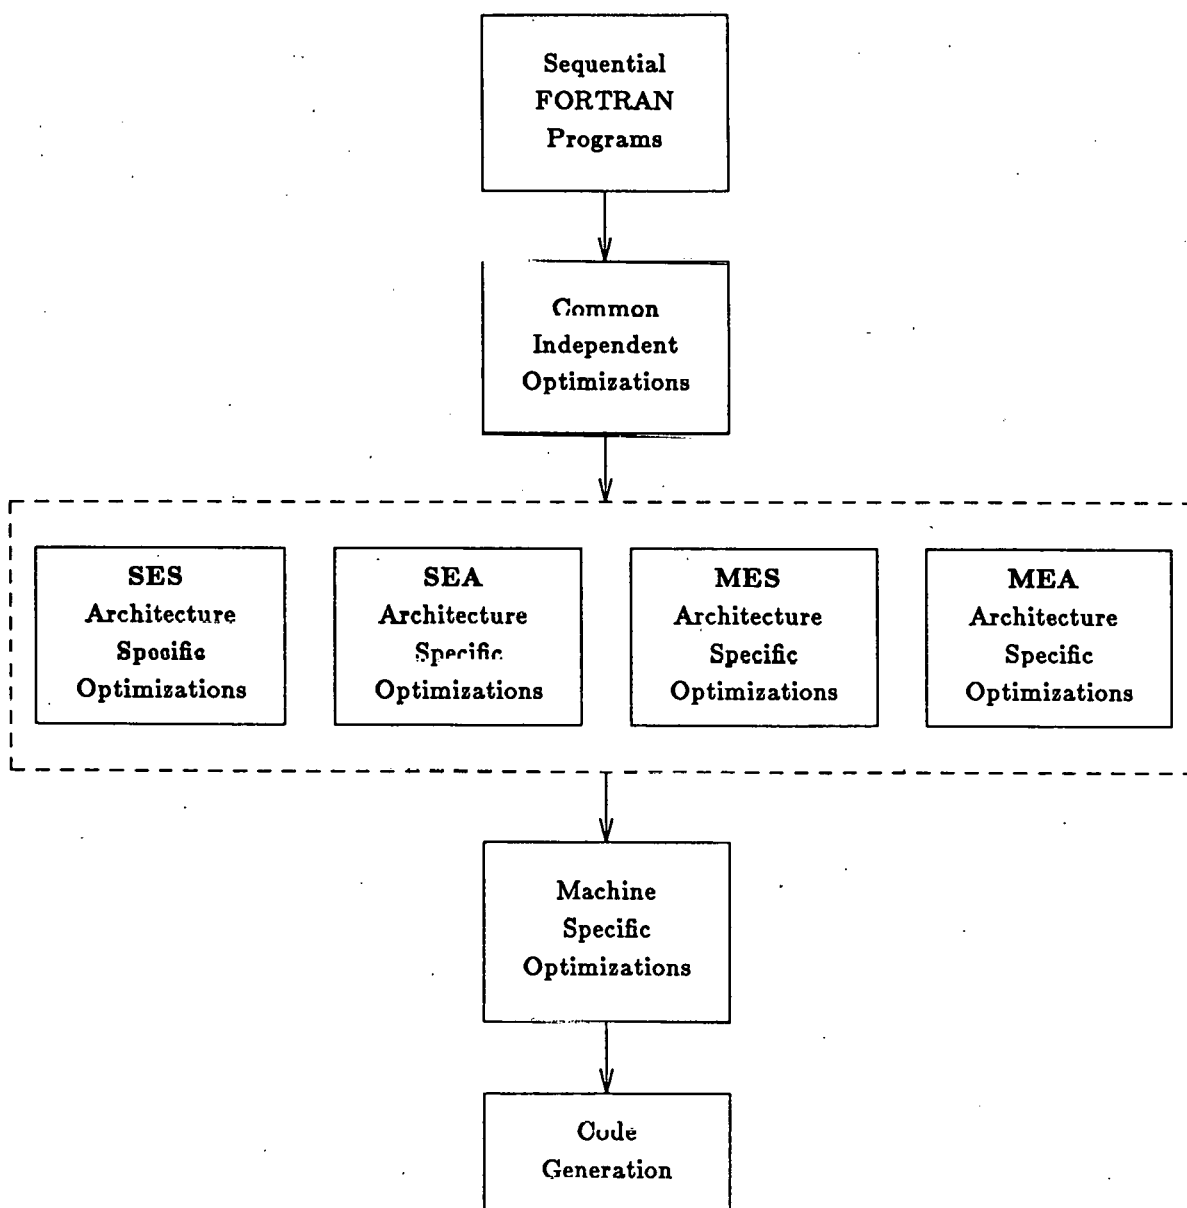 Sequential
FORTRAN
Programs
Common
Independent
Optimizations
SES
Architecture
Specific
Optimizations
SEA
Architecture
Specific
Optimizations
MES
Architecture
Specific
Optimizations
MEA
Architecture
Specific
Optimizations
Machine
Specific
Optimizations
Code
Generation